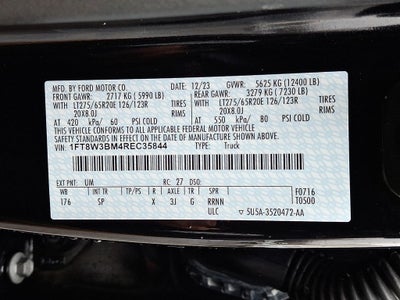 MFD. BY FORD MOTOR CO. 12/23 GVWR: 5625 KG (12400 LB)
FRONT GAWR: 2717 KG (5990 LB) REAR GAWR: 3279 KG (7230 LB)
LT275/65R20E 126/123R TIRES LT275/65R20E 126/123R TIRES
20X8.0J RIMS 20X8.0J RIMS
AT 420 kPa/ 60 PSI COLD AT 550 kPa/ 80 PSI COLD
THIS VEHICLE CONFORMS TO ALL APPLICABLE FEDERAL MOTOR VEHICLE SAFETY STANDARDS IN EFFECT ON THE DATE OF MANUFACTURE SHOWN ABOVE.
VIN: 1FT8W3BM4REC35844 TYPE: Truck
EXT PNT: UM RC: 27 DSO:
WB BRK INT TR TP/PS R AXLE TR SPR F0716
176 SP X 3J G RRNN T0500
ULC 5U5A-3520472-AA